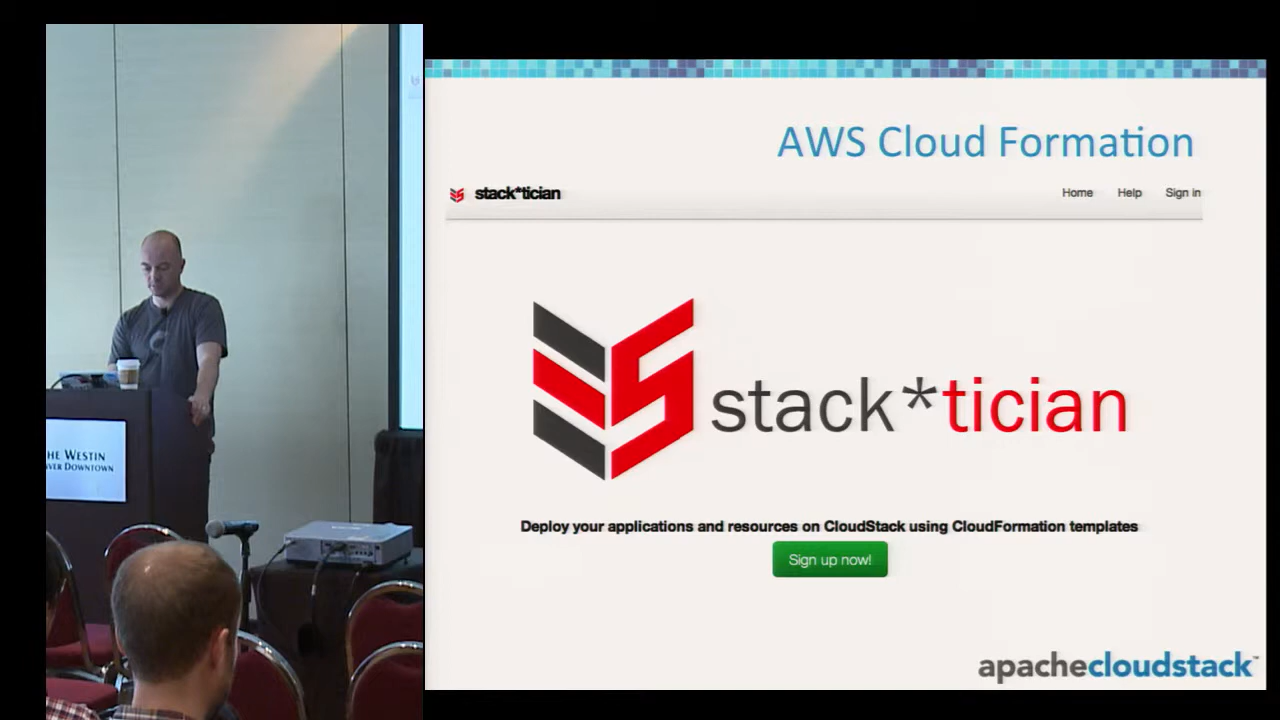 AWS Cloud Formation
stack*tician
Home Help Sign in
stack*tician
Deploy your applications and resources on CloudStack using CloudFormation templates
Sign up now!
apachecloudstack™
HE WESTIN
VER DOWNTOWN